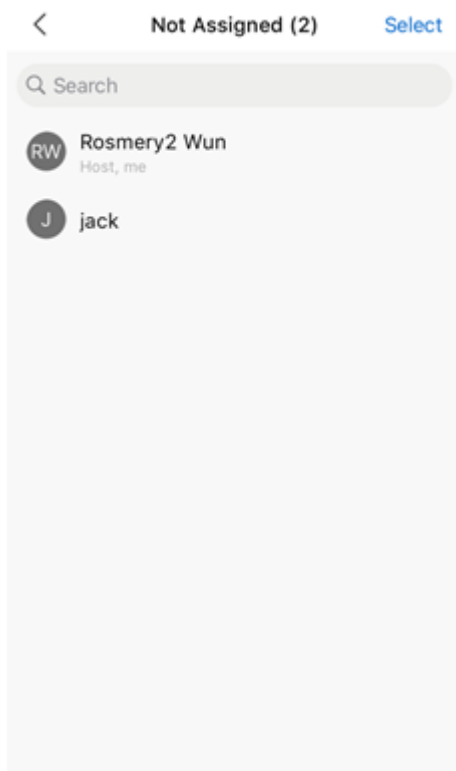 Not Assigned (2) Select
Search
RW Rosmery2 Wun
Host, me
J jack